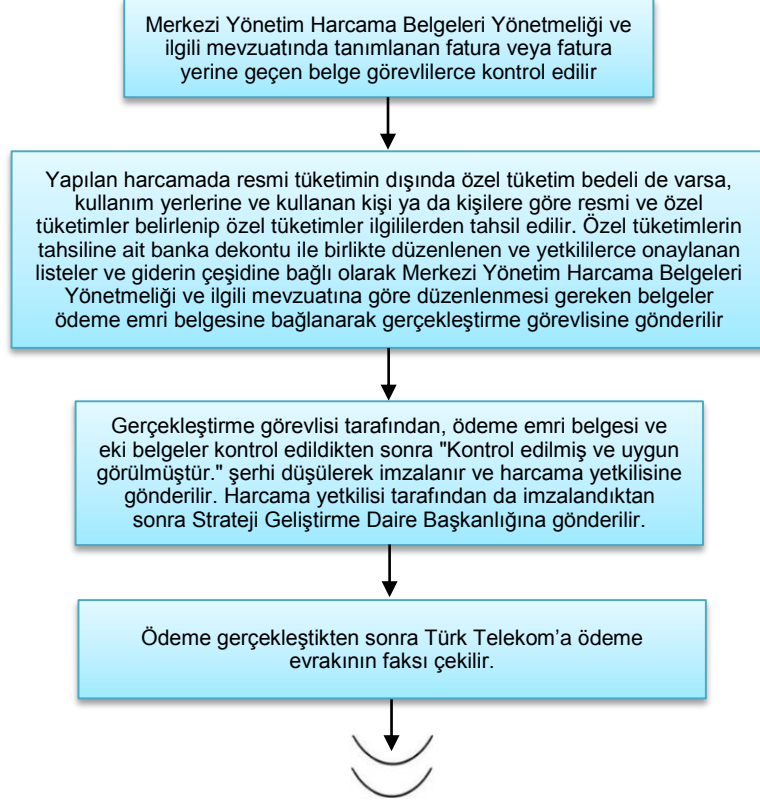 Merkezi Yönetim Harcama Belgeleri Yönetmeliği ve
ilgili mevzuatında tanımlanan fatura veya fatura
yerine geçen belge görevlilerce kontrol edilir
Yapılan harcamada resmi tüketimin dışında özel tüketim bedeli de varsa,
kullanım yerlerine ve kullanan kişi ya da kişilere göre resmi ve özel
tüketimler belirlenip özel tüketimler ilgililerden tahsil edilir. Özel tüketimlerin
tahsiline ait banka dekontu ile birlikte düzenlenen ve yetkililerce onaylanan
listeler ve giderin çeşidine bağlı olarak Merkezi Yönetim Harcama Belgeleri
Yönetmeliği ve ilgili mevzuatına göre düzenlenmesi gereken belgeler
ödeme emri belgesine bağlanarak gerçekleştirme görevlisine gönderilir
Gerçekleştirme görevlisi tarafından, ödeme emri belgesi ve
eki belgeler kontrol edildikten sonra "Kontrol edilmiş ve uygun
görülmüştür." şerhi düşülerek imzalanır ve harcama yetkilisine
gönderilir. Harcama yetkilisi tarafından da imzalandıktan
sonra Strateji Geliştirme Daire Başkanlığına gönderilir.
Ödeme gerçekleştikten sonra Türk Telekom’a ödeme
evrakının faksı çekilir.